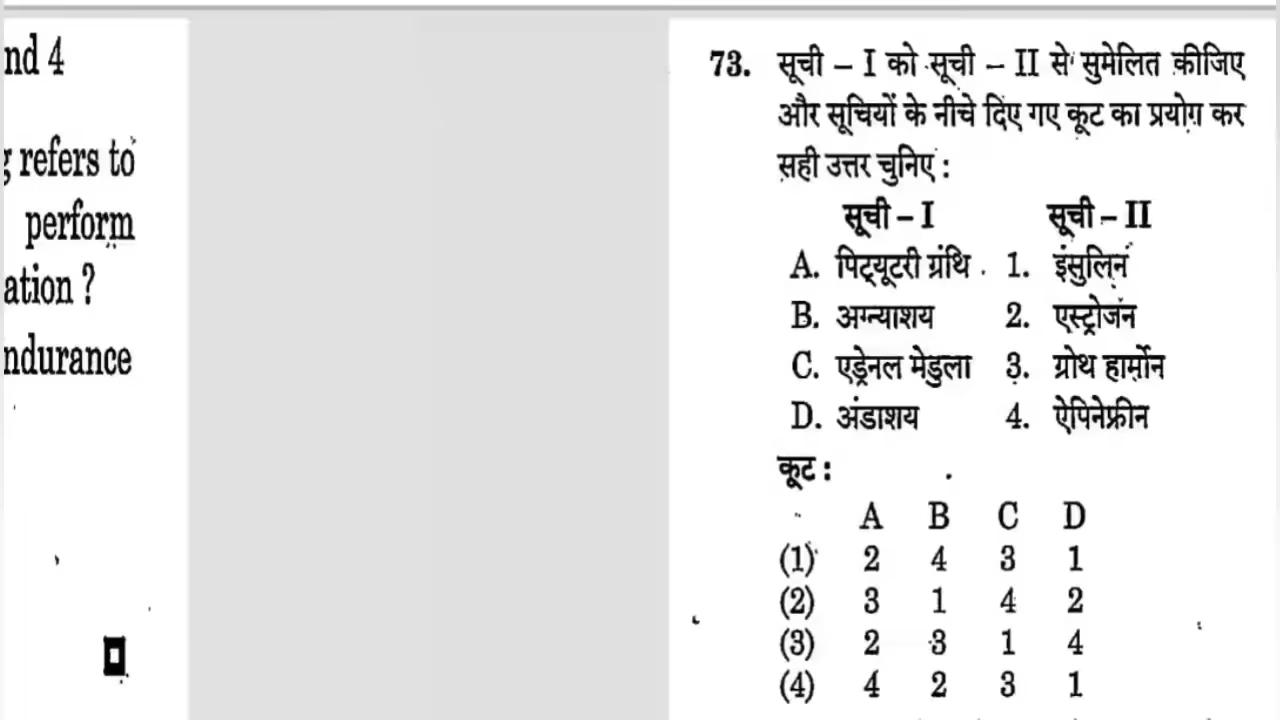 nd 4
refers to
perform
ation ?
ndurance
73. सूची – I को सूची – II से सुमेलित कीजिए
और सूचियों के नीचे दिए गए कूट का प्रयोग कर
सही उत्तर चुनिए :
सूची – I सूची – II
A. पिट्यूटरी ग्रंथि 1. इंसुलिन
B. अग्न्याशय 2. एस्ट्रोजन
C. एड्रेनल मेडुला 3. ग्रोथ हार्मोन
D. अंडाशय 4. ऐपिनेफ्रीन
कूट :
A B C D
(1) 2 4 3 1
(2) 3 1 4 2
(3) 2 3 1 4
(4) 4 2 3 1